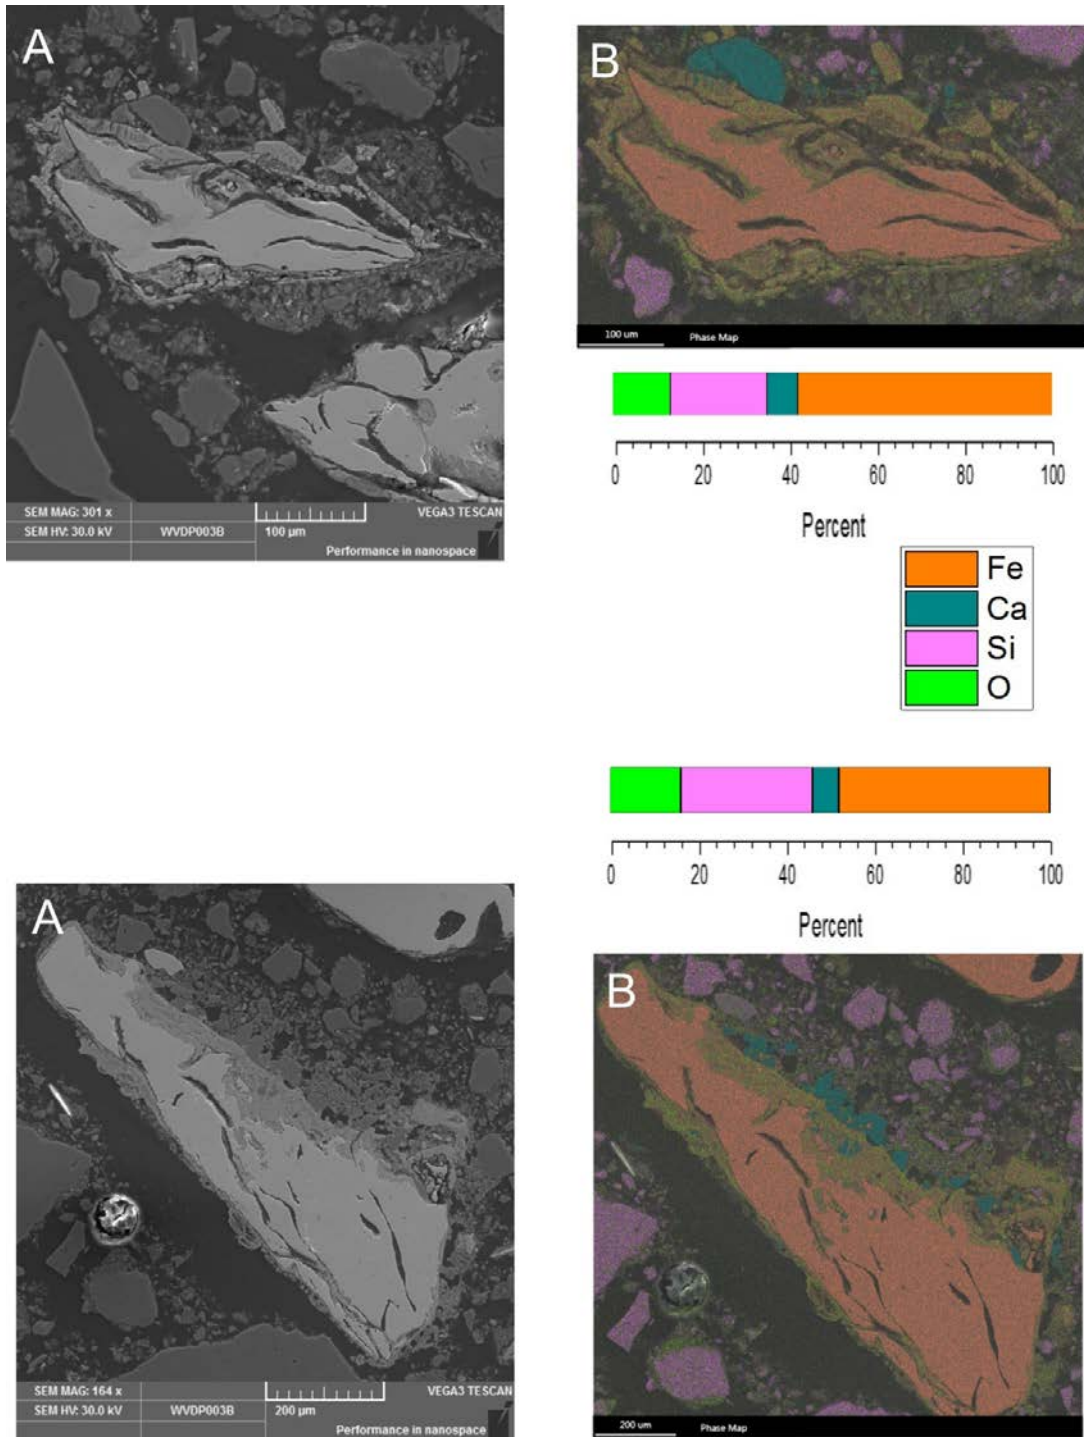 A
SEM MAG: 301 x
VEGA3 TESCAN
SEM HV: 30.0 kV
WVDP003B
100 µm
Performance in nanospace
B
100 um
Phase Map
0 20 40 60 80 100
Percent
Fe
Ca
Si
O
0 20 40 60 80 100
Percent
A
SEM MAG: 164 x
VEGA3 TESCAN
SEM HV: 30.0 kV
WVDP003B
200 µm
Performance in nanospace
B
200 um
Phase Map